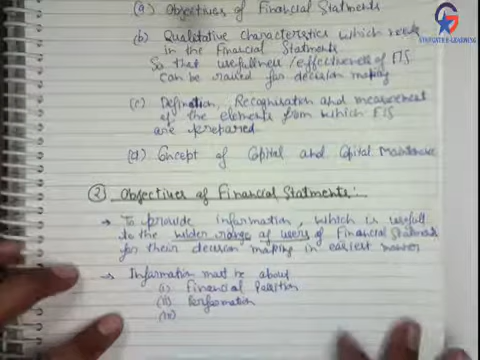 (a) Objectives of Financial Statments
(b) Qualitative characteristics which needs
in the Financial Statments
So that usefullness/effectiveness of F/S
can be raised for decision making
(c) Defination, Recognisation and measurement
of the elements from which F/S
are prepared
(d) Concept of Capital and Capital Maintenance
② Objectives of Financial Statments:-
→ To provide information, which is usefull
to the wider range of users of Financial Statments
for their decision making in easiest manner
→ Information must be about
(i) Financial Position
(ii) Performation
(iii)